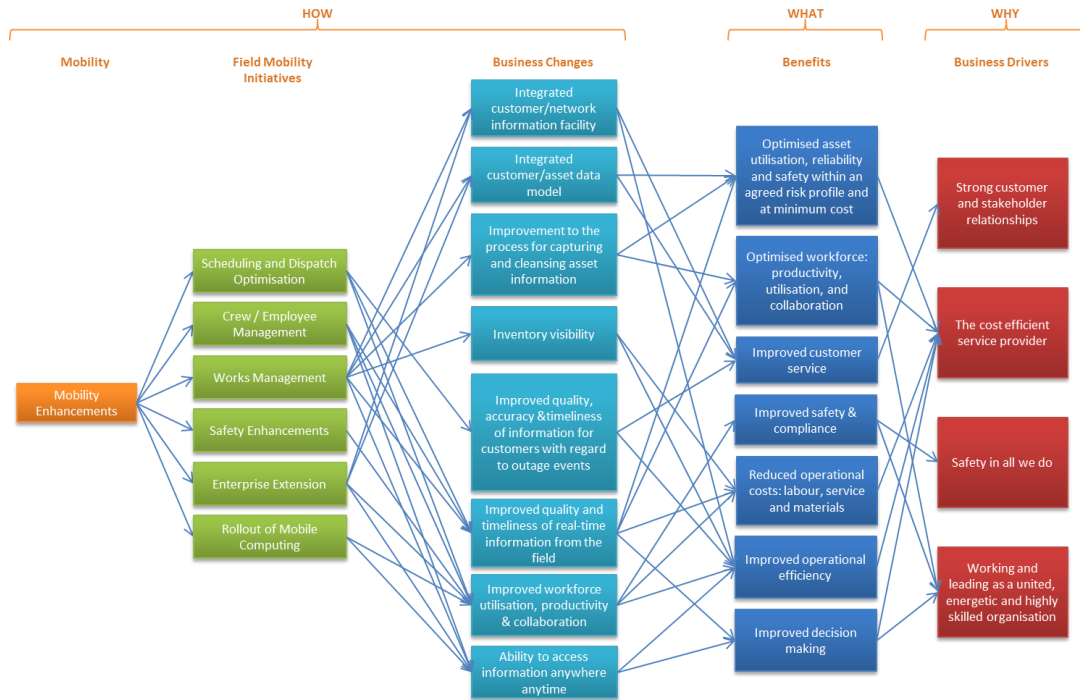 HOW
WHAT
WHY
Mobility
Field Mobility
Initiatives
Business Changes
Benefits
Business Drivers
Mobility
Enhancements
Scheduling and Dispatch
Optimisation
Crew / Employee
Management
Works Management
Safety Enhancements
Enterprise Extension
Rollout of Mobile
Computing
Integrated
customer/network
information facility
Integrated
customer/asset data
model
Improvement to the
process for capturing
and cleansing asset
information
Inventory visibility
Improved quality,
accuracy &timeliness
of information for
customers with regard
to outage events
Improved quality and
timeliness of real-time
information from the
field
Improved workforce
utilisation, productivity
& collaboration
Ability to access
information anywhere
anytime
Optimised asset
utilisation, reliability
and safety within an
agreed risk profile and
at minimum cost
Optimised workforce:
productivity,
utilisation, and
collaboration
Improved customer
service
Improved safety &
compliance
Reduced operational
costs: labour, service
and materials
Improved operational
efficiency
Improved decision
making
Strong customer
and stakeholder
relationships
The cost efficient
service provider
Safety in all we do
Working and
leading as a united,
energetic and highly
skilled organisation